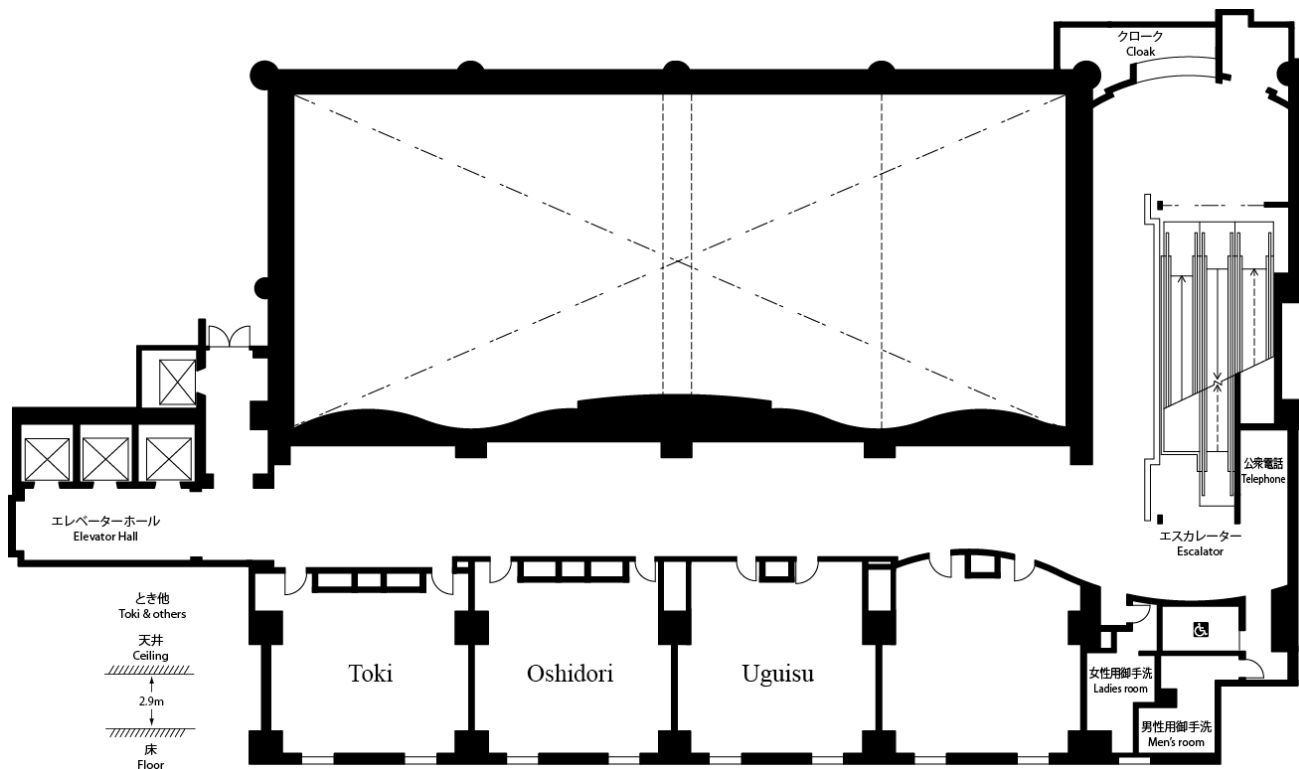 クローク
Cloak
公衆電話
Telephone
エレベーターホール
Elevator Hall
エスカレーター
Escalator
とき他
Toki & others
天井
Ceiling
2.9m
床
Floor
Toki
Oshidori
Uguisu
女性用御手洗
Ladies room
男性用御手洗
Men's room